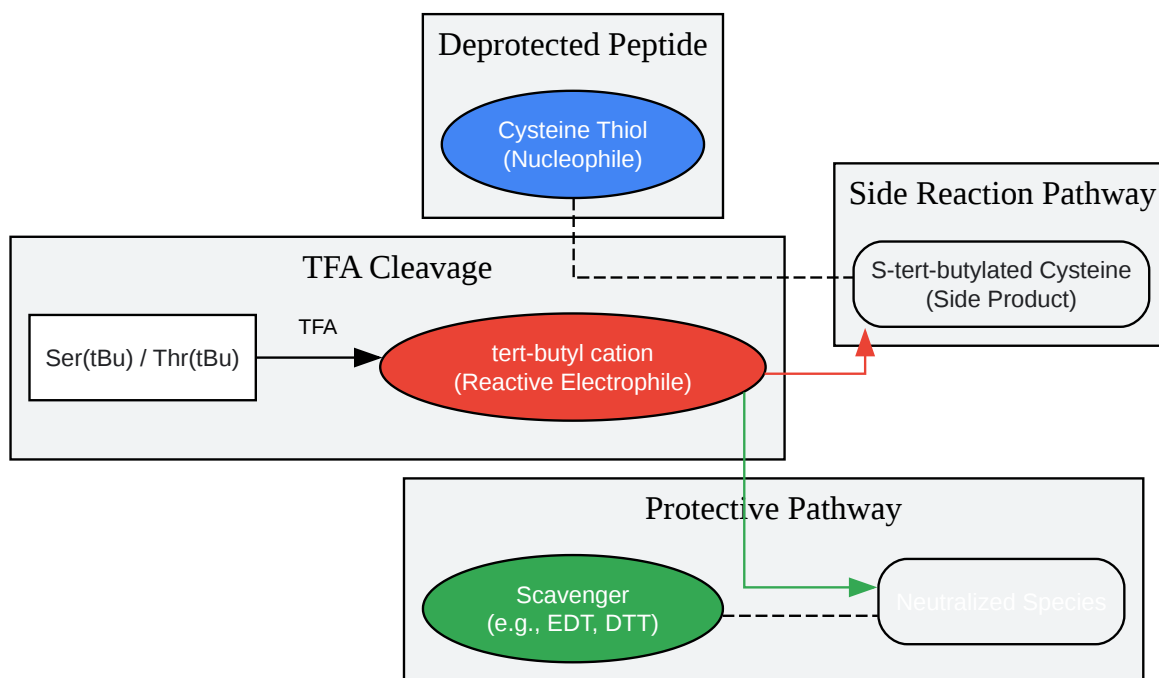 Deprotected Peptide
Cysteine Thiol
(Nucleophile)
Side Reaction Pathway
S-tert-butylated Cysteine
(Side Product)
TFA Cleavage
Ser(tBu) / Thr(tBu)
TFA
tert-butyl cation
(Reactive Electrophile)
Protective Pathway
Scavenger
(e.g., EDT, DTT)
Neutralized Species